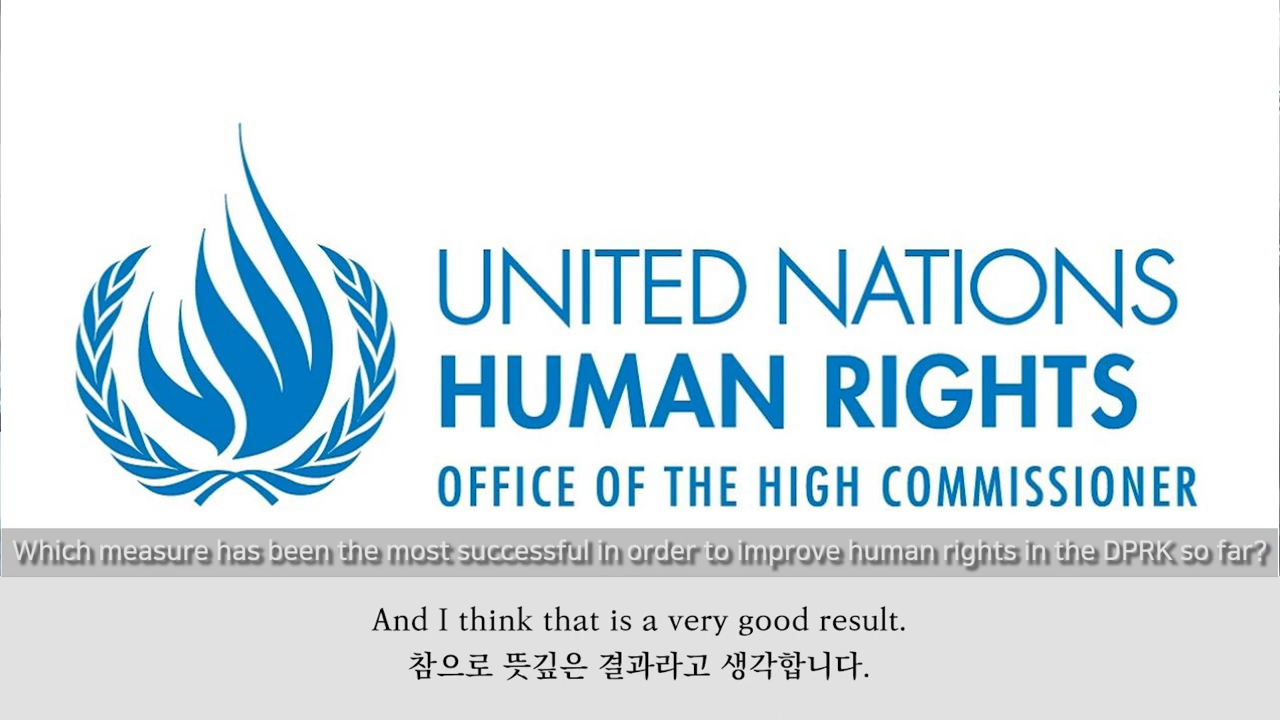 UNITED NATIONS
HUMAN RIGHTS
OFFICE OF THE HIGH COMMISSIONER
Which measure has been the most successful in order to improve human rights in the DPRK so far?
And I think that is a very good result.
참으로 뜻깊은 결과라고 생각합니다.